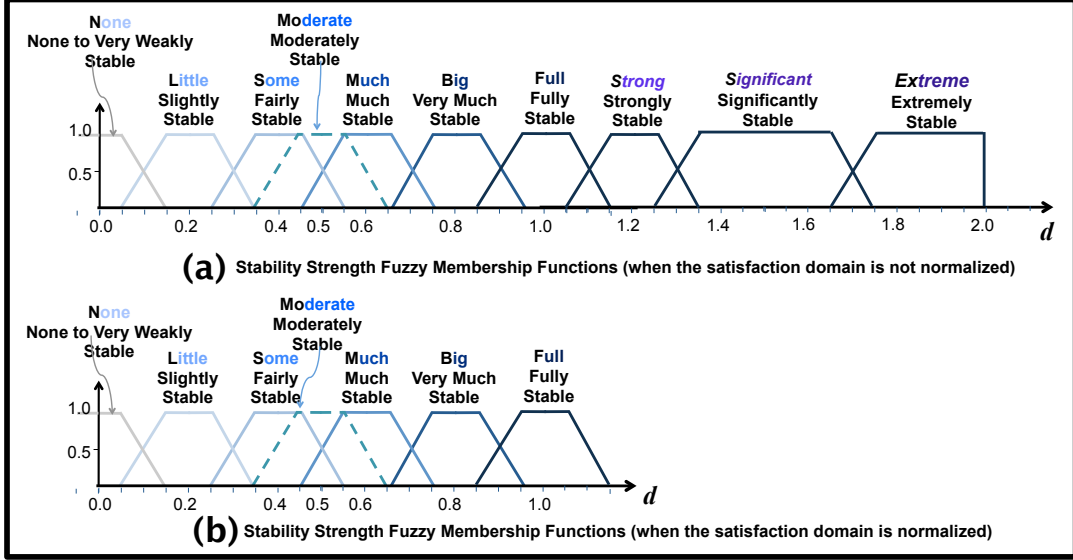 None
None to Very Weakly
Stable
Little
Slightly
Stable
Some
Fairly
Stable
Moderate
Moderately
Stable
Much
Much
Stable
Big
Very Much
Stable
Full
Fully
Stable
Strong
Strongly
Stable
Significant
Significantly
Stable
Extreme
Extremely
Stable
1.0
0.5
0.0 0.2 0.4 0.5 0.6 0.8 1.0 1.2 1.4 1.6 1.8 2.0
d
(a) Stability Strength Fuzzy Membership Functions (when the satisfaction domain is not normalized)
None
None to Very Weakly
Stable
Little
Slightly
Stable
Some
Fairly
Stable
Moderate
Moderately
Stable
Much
Much
Stable
Big
Very Much
Stable
Full
Fully
Stable
1.0
0.5
0.0 0.2 0.4 0.5 0.6 0.8 1.0
d
(b) Stability Strength Fuzzy Membership Functions (when the satisfaction domain is normalized)